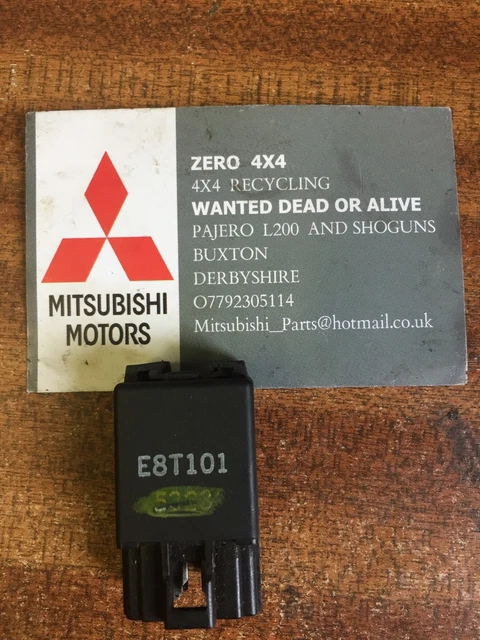 ZERO 4X4
4X4 RECYCLING
WANTED DEAD OR ALIVE
PAJERO L200 AND SHOGUNS
BUXTON
DERBYSHIRE
O7792305114
Mitsubishi_Parts@hotmail.co.uk
MITSUBISHI
MOTORS
E8T101